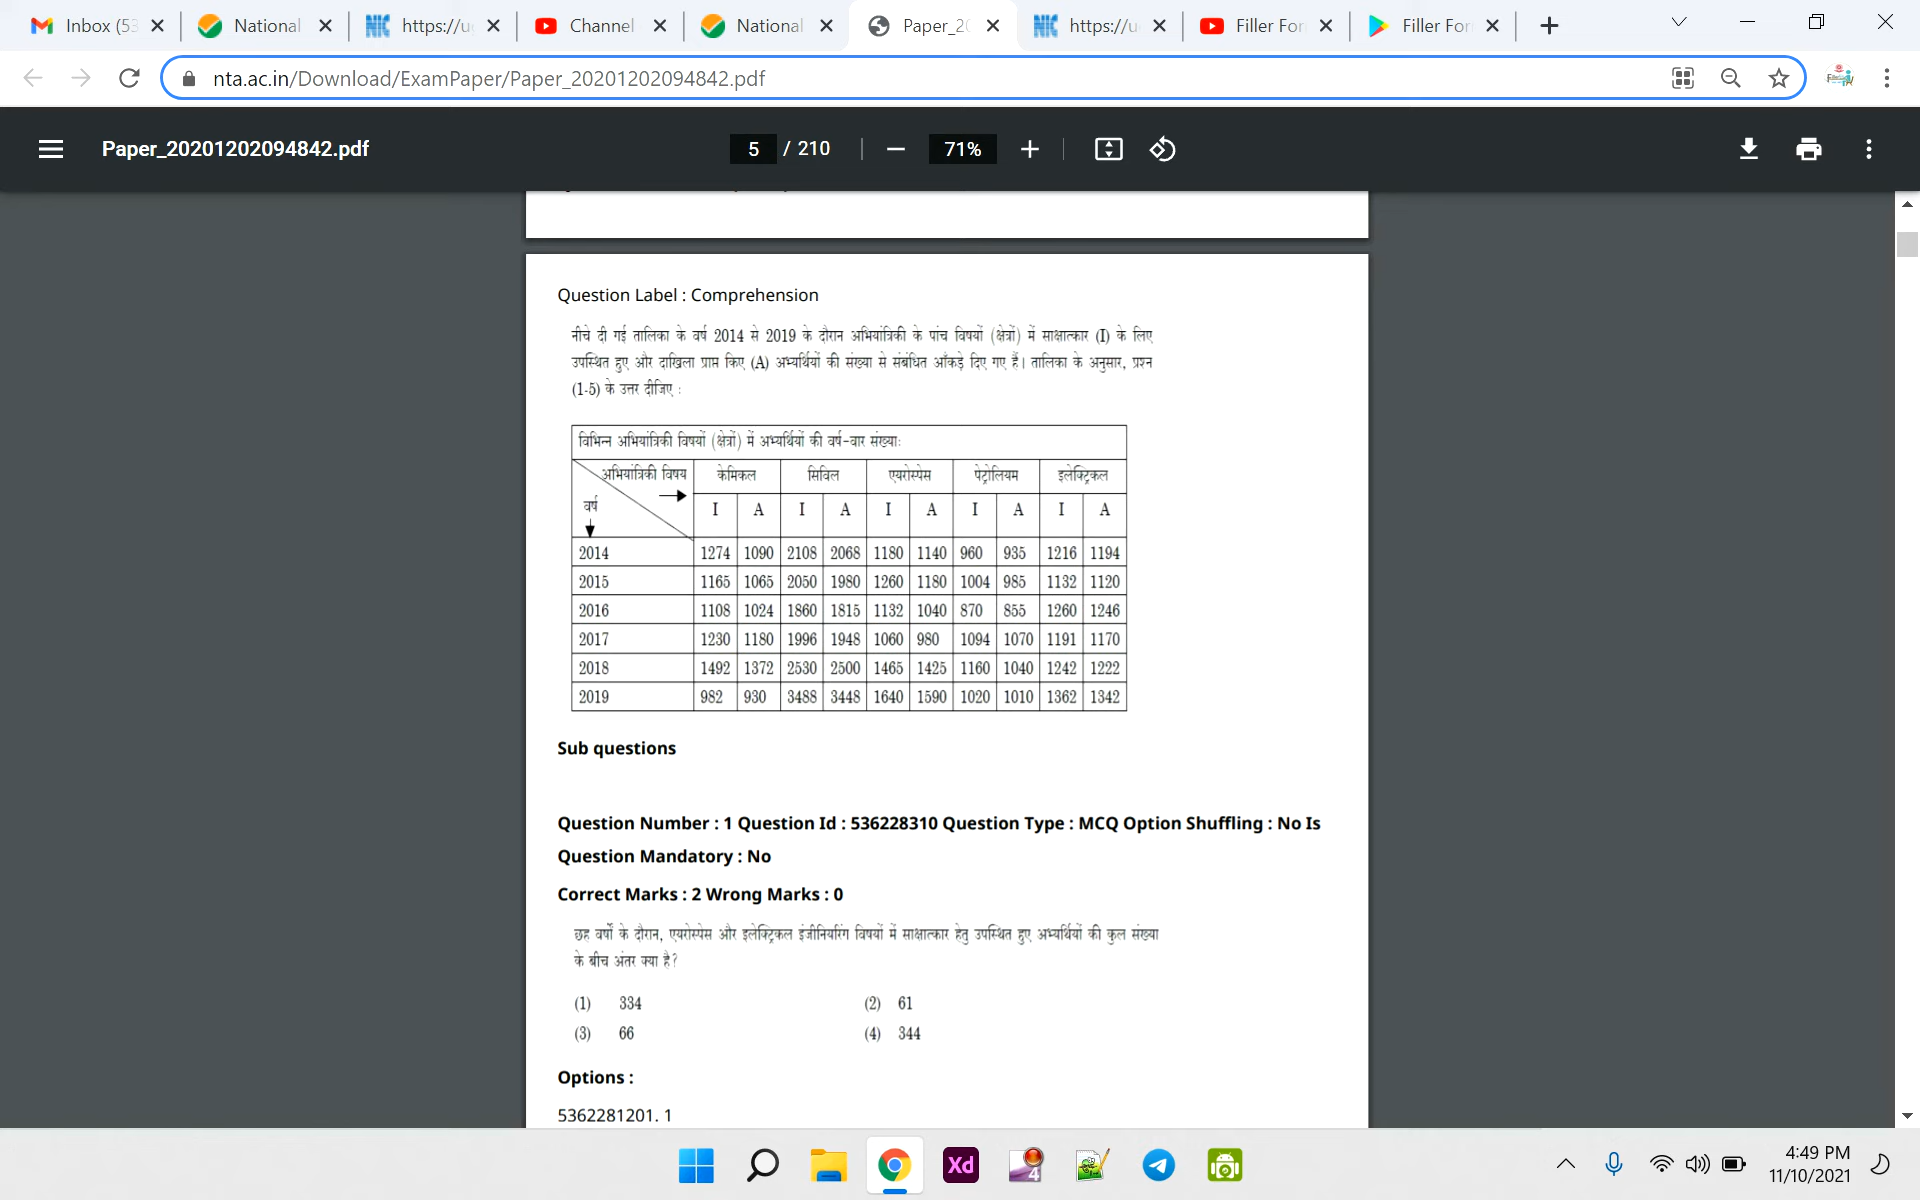 Inbox (53
National
https://ug
Channel
National
Paper_20
https://u
Filler For
Filler For
nta.ac.in/Download/ExamPaper/Paper_20201202094842.pdf
Paper_20201202094842.pdf
5 / 210
71%
Question Label : Comprehension
नीचे दी गई तालिका के वर्ष 2014 से 2019 के दौरान अभियांत्रिकी के पांच विषयों (क्षेत्रों) में साक्षात्कार (I) के लिए
उपस्थित हुए और दाखिला प्राप्त किए (A) अभ्यर्थियों की संख्या से संबंधित आँकड़े दिए गए हैं। तालिका के अनुसार, प्रश्न
(1-5) के उत्तर दीजिए :
विभिन्न अभियांत्रिकी विषयों (क्षेत्रों) में अभ्यर्थियों की वर्ष-वार संख्याः
अभियांत्रिकी विषय केमिकल सिविल एयरोस्पेस पेट्रोलियम इलेक्ट्रिकल
वर्ष I A I A I A I A I A
2014 1274 1090 2108 2068 1180 1140 960 935 1216 1194
2015 1165 1065 2050 1980 1260 1180 1004 985 1132 1120
2016 1108 1024 1860 1815 1132 1040 870 855 1260 1246
2017 1230 1180 1996 1948 1060 980 1094 1070 1191 1170
2018 1492 1372 2530 2500 1465 1425 1160 1040 1242 1222
2019 982 930 3488 3448 1640 1590 1020 1010 1362 1342
Sub questions
Question Number : 1 Question Id : 536228310 Question Type : MCQ Option Shuffling : No Is
Question Mandatory : No
Correct Marks : 2 Wrong Marks : 0
छह वर्षों के दौरान, एयरोस्पेस और इलेक्ट्रिकल इंजीनियरिंग विषयों में साक्षात्कार हेतु उपस्थित हुए अभ्यर्थियों की कुल संख्या
के बीच अंतर क्या है?
(1) 334 (2) 61
(3) 66 (4) 344
Options :
5362281201. 1
Xd
4
4:49 PM
11/10/2021